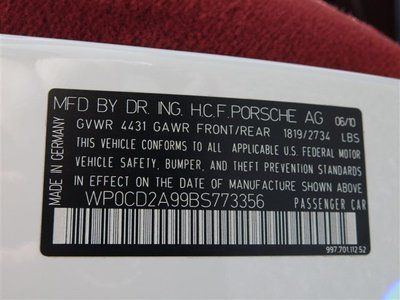 MFD BY DR. ING. H.C.F. PORSCHE AG 06/10
GVWR 4431 GAWR FRONT/REAR 1819/2734 LBS
THIS VEHICLE CONFORMS TO ALL APPLICABLE U.S. FEDERAL MOTOR
VEHICLE SAFETY, BUMPER, AND THEFT PREVENTION STANDARDS
IN EFFECT ON THE DATE OF MANUFACTURE SHOWN ABOVE.
WP0CD2A99BS773356 PASSENGER CAR
MADE IN GERMANY
997.701.112.52